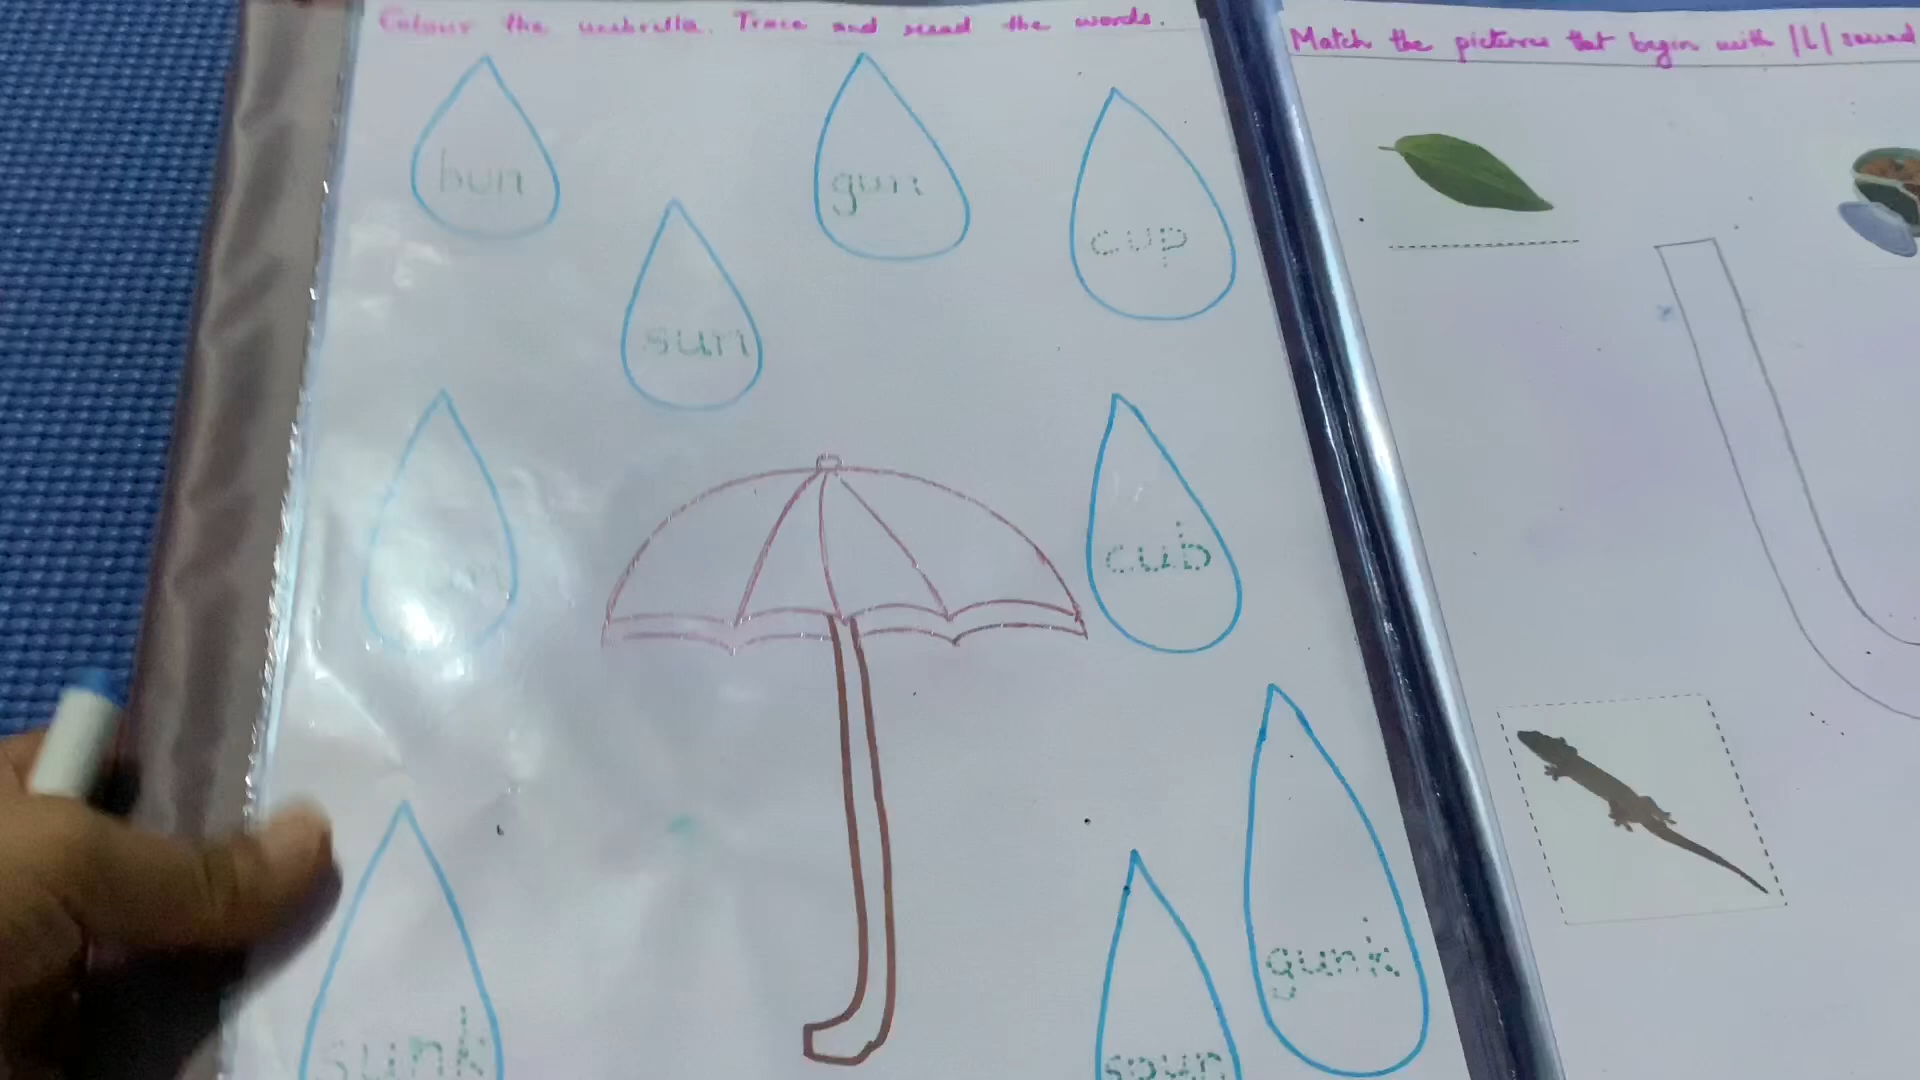 Colour the umbrella. Trace and read the words.
bun
gun
cup
sun
cub
gunk
sunk
spun
Match the pictures that begin with /l/ sound